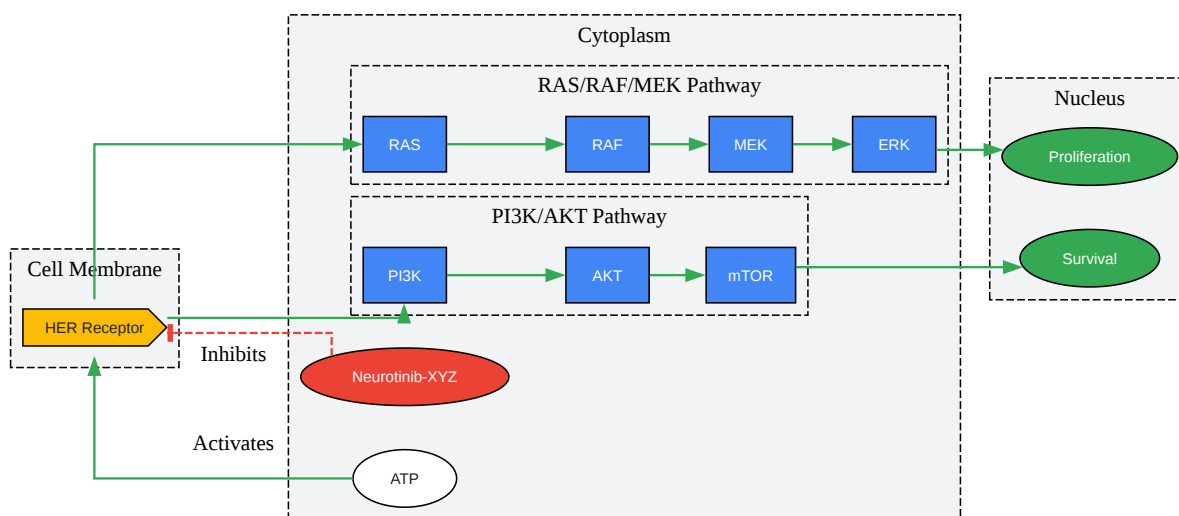 Cytoplasm
RAS/RAF/MEK Pathway
Nucleus
RAS
RAF
MEK
ERK
Proliferation
PI3K/AKT Pathway
Cell Membrane
PI3K
AKT
mTOR
Survival
HER Receptor
Inhibits
Neurotinib-XYZ
Activates
ATP